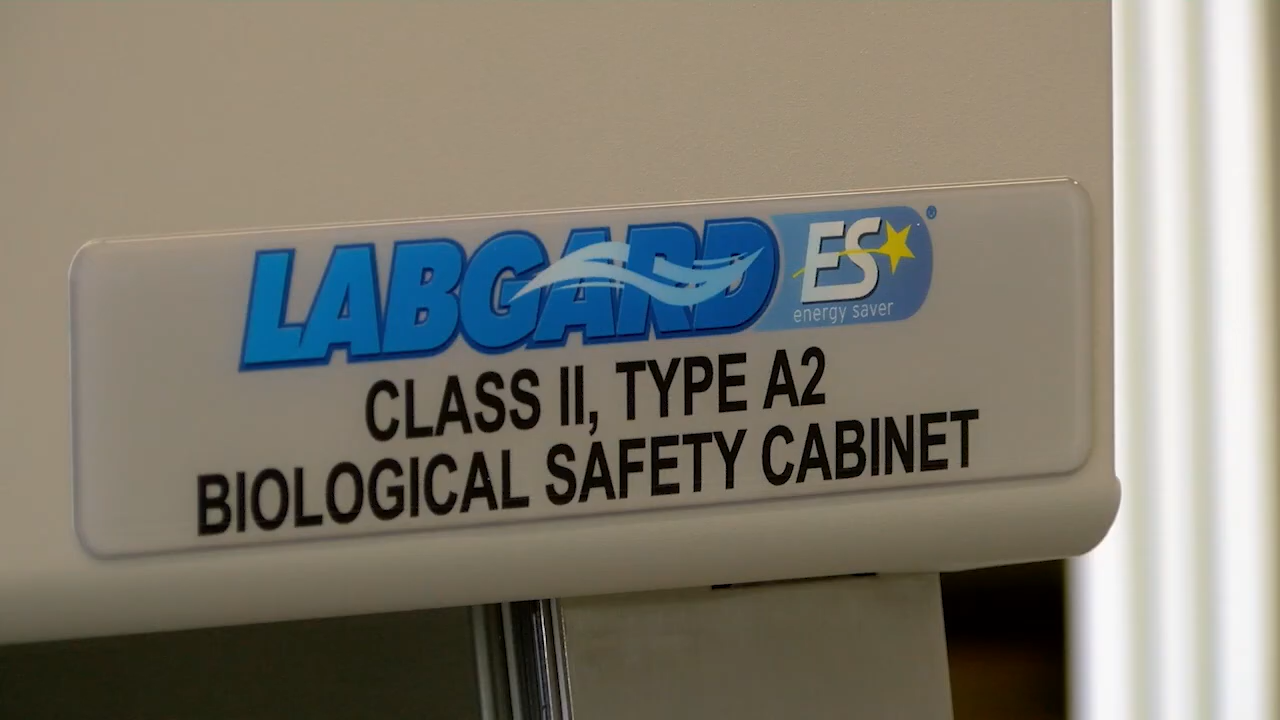 LABGARD ES®
energy saver
CLASS II, TYPE A2
BIOLOGICAL SAFETY CABINET